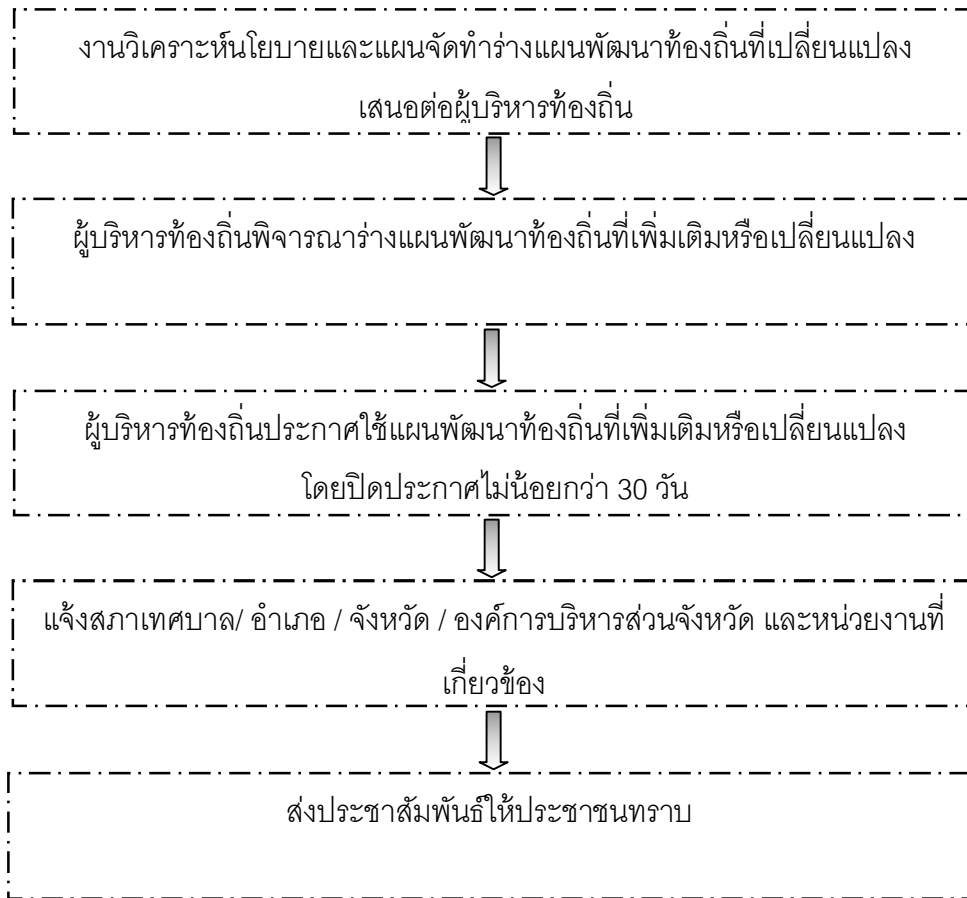 งานวิเคราะห์นโยบายและแผนจัดทำร่างแผนพัฒนาท้องถิ่นที่เปลี่ยนแปลง
เสนอต่อผู้บริหารท้องถิ่น
ผู้บริหารท้องถิ่นพิจารณาร่างแผนพัฒนาท้องถิ่นที่เพิ่มเติมหรือเปลี่ยนแปลง
ผู้บริหารท้องถิ่นประกาศใช้แผนพัฒนาท้องถิ่นที่เพิ่มเติมหรือเปลี่ยนแปลง
โดยปิดประกาศไม่น้อยกว่า 30 วัน
แจ้งสภาเทศบาล/ อำเภอ / จังหวัด / องค์การบริหารส่วนจังหวัด และหน่วยงานที่
เกี่ยวข้อง
ส่งประชาสัมพันธ์ให้ประชาชนทราบ